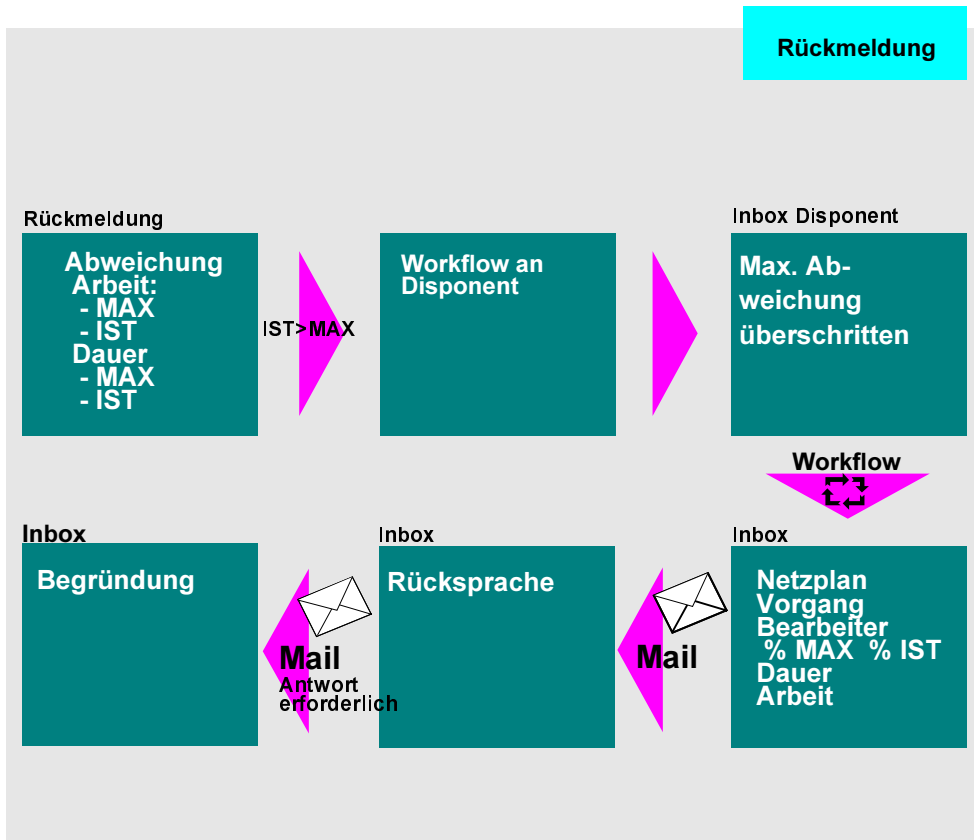 Rückmeldung
Rückmeldung
Abweichung
Arbeit:
- MAX
- IST
Dauer
- MAX
- IST
IST>MAX
Workflow an
Disponent
Inbox Disponent
Max. Ab-
weichung
überschritten
Workflow
Inbox
Netzplan
Vorgang
Bearbeiter
% MAX % IST
Dauer
Arbeit
Mail
Inbox
Rücksprache
Mail
Antwort
erforderlich
Inbox
Begründung